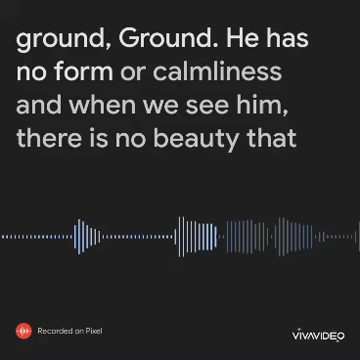 ground, Ground. He has
no form or calmliness
and when we see him,
there is no beauty that
Recorded on Pixel
VIVAVIDEO